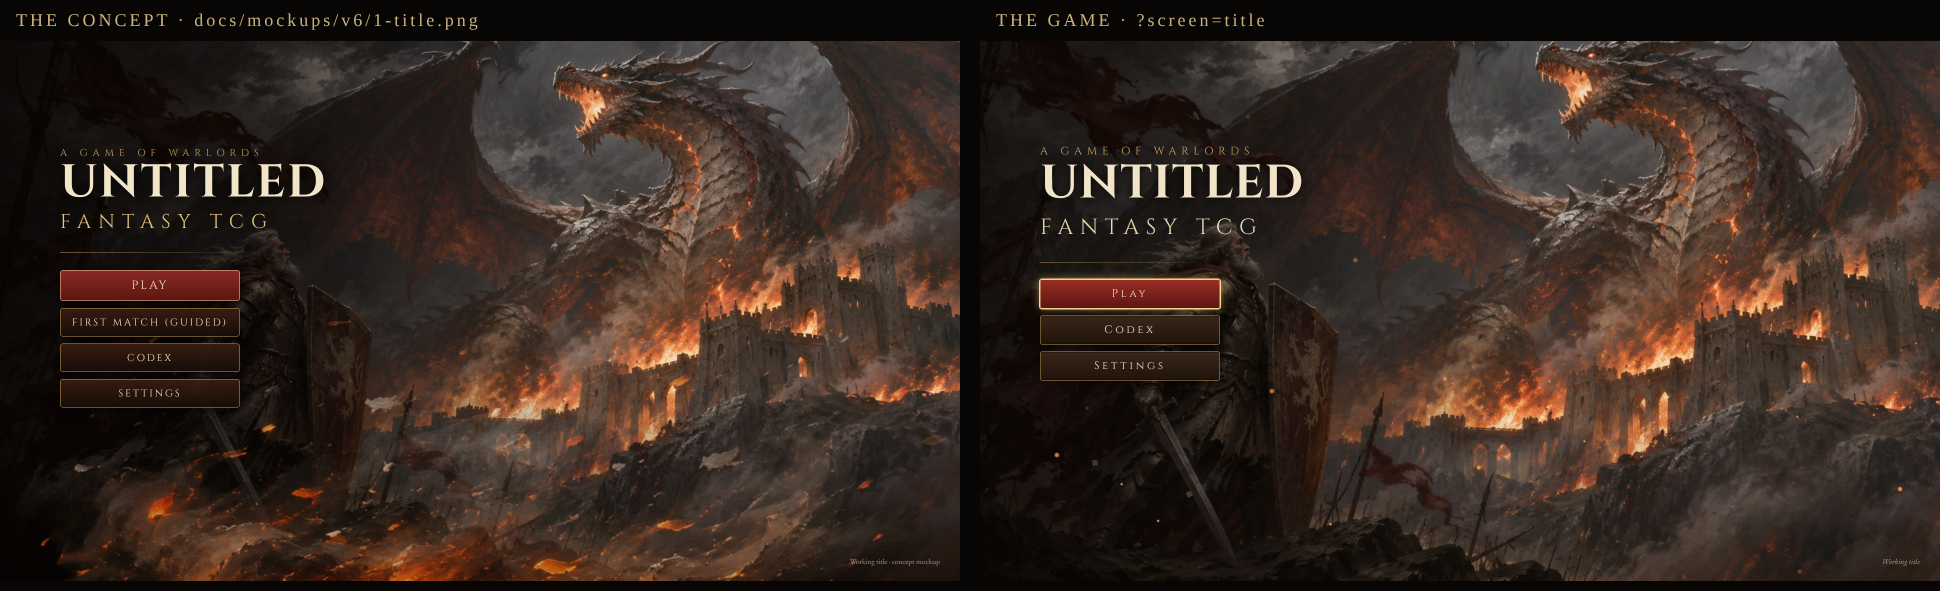 THE CONCEPT · docs/mockups/v6/1-title.png
A GAME OF WARLORDS
UNTITLED
FANTASY TCG
PLAY
FIRST MATCH (GUIDED)
CODEX
SETTINGS
Working title · concept mockup
THE GAME · ?screen=title
A GAME OF WARLORDS
UNTITLED
FANTASY TCG
Play
Codex
Settings
Working title